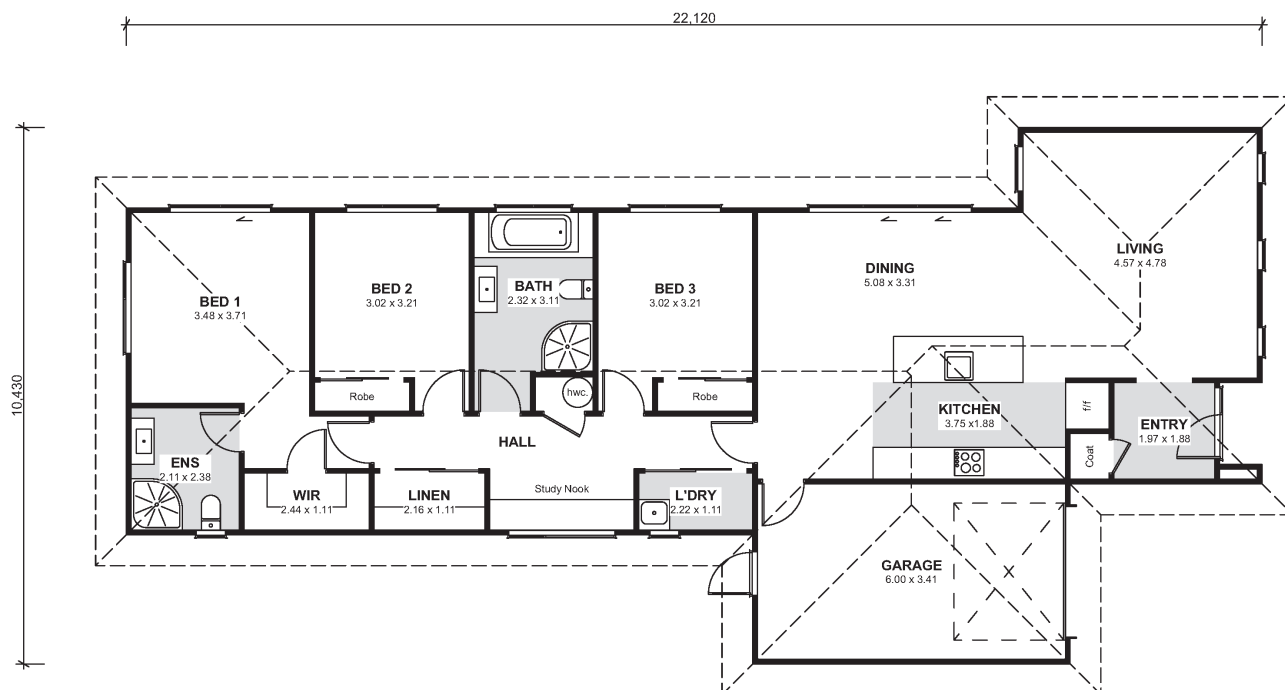 22,120
10,430
LIVING
4.57 x 4.78
DINING
5.08 x 3.31
BED 1
3.48 x 3.71
BED 2
3.02 x 3.21
BATH
2.32 x 3.11
BED 3
3.02 x 3.21
Robe
hwc.
Robe
KITCHEN
3.75 x1.88
f/f
ENTRY
1.97 x 1.88
Coat
HALL
ENS
2.11 x 2.38
WIR
2.44 x 1.11
LINEN
2.16 x 1.11
Study Nook
L'DRY
2.22 x 1.11
GARAGE
6.00 x 3.41